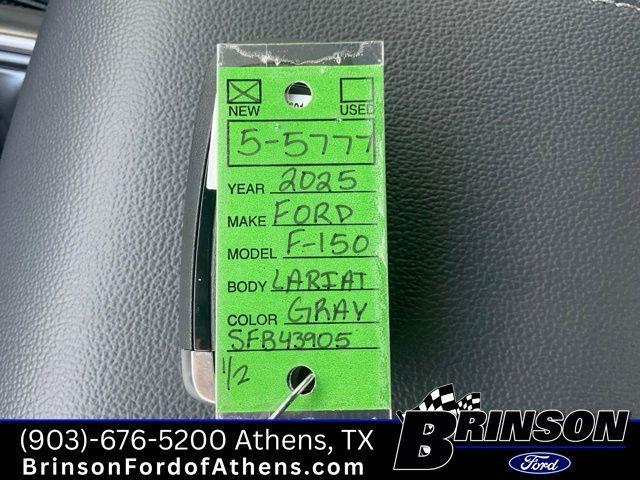 NEW USED
5-5777
YEAR 2025
MAKE FORD
MODEL F-150
BODY LARIAT
COLOR GRAY
SFB43905
1/2
(903)-676-5200 Athens, TX
BrinsonFordofAthens.com
BRINSON
Ford